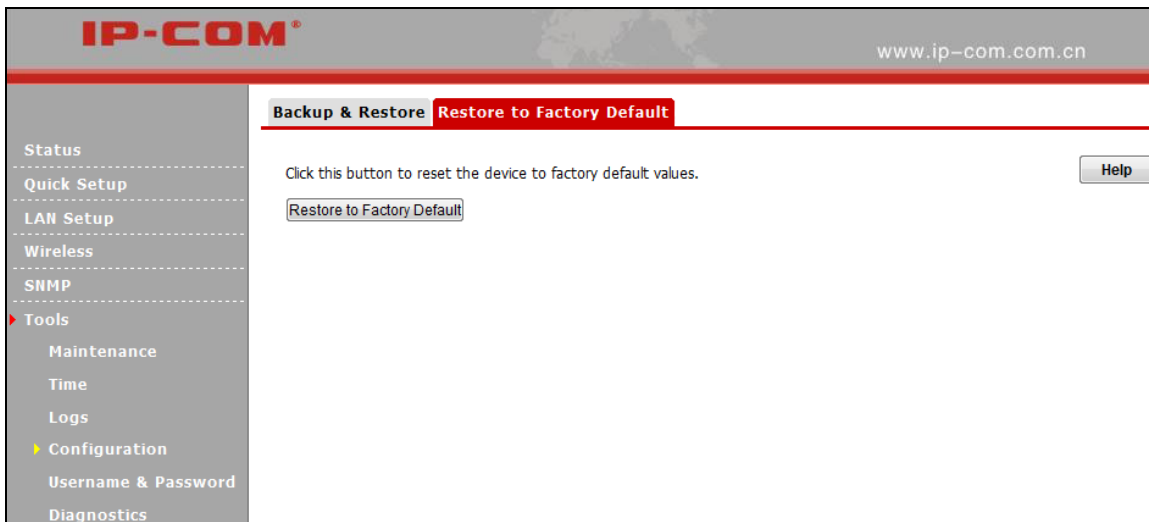 IP-COM®
www.ip-com.com.cn
Backup & Restore Restore to Factory Default
Status
Quick Setup
LAN Setup
Wireless
SNMP
Tools
Maintenance
Time
Logs
Configuration
Username & Password
Diagnostics
Click this button to reset the device to factory default values.
Help
Restore to Factory Default